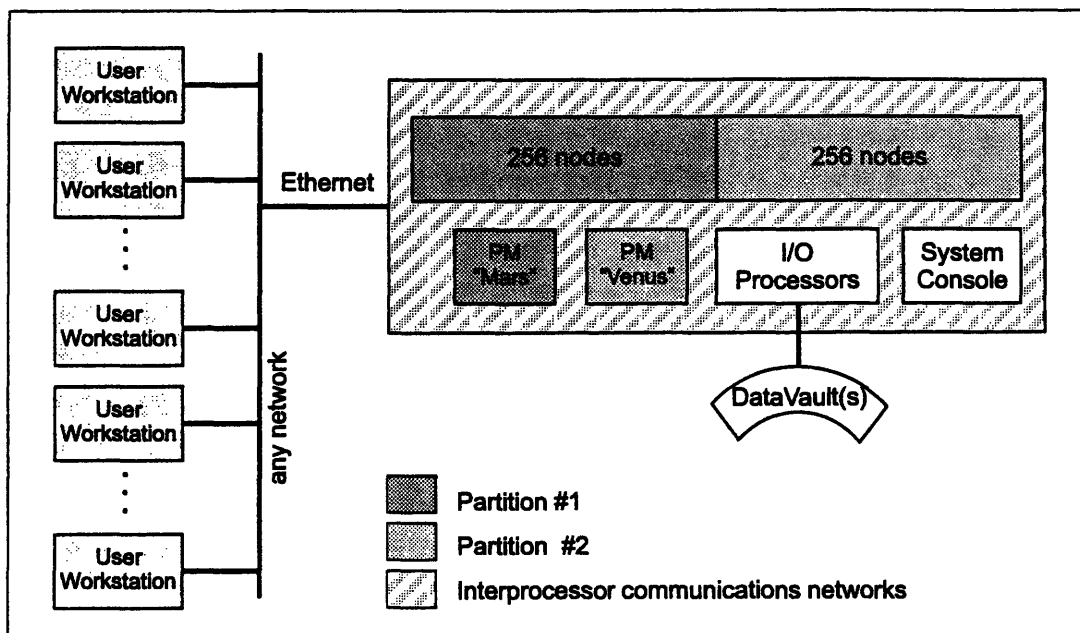 User
Workstation
User
Workstation
User
Workstation
User
Workstation
User
Workstation
any network
Ethernet
256 nodes
256 nodes
PM
"Mars"
PM
"Venus"
I/O
Processors
System
Console
DataVault(s)
Partition #1
Partition #2
Interprocessor communications networks